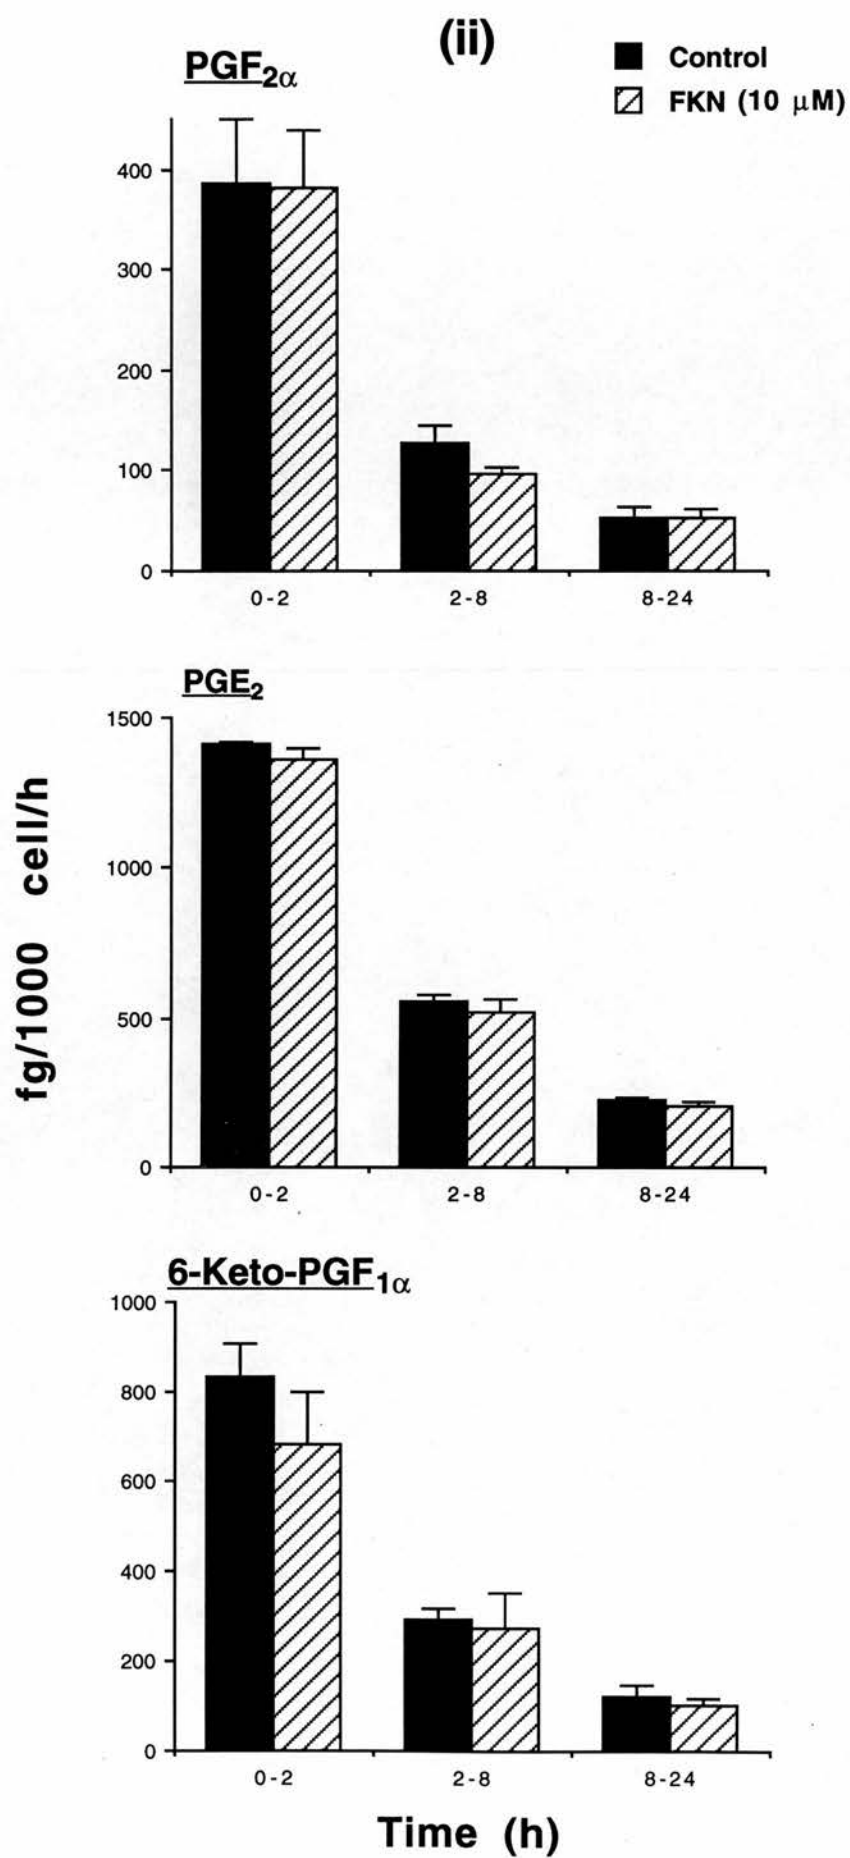 (ii)
Control
FKN (10 μM)
PGF2α
400
300
200
100
0
0-2 2-8 8-24
PGE2
1500
1000
500
0
0-2 2-8 8-24
6-Keto-PGF1α
1000
800
600
400
200
0
0-2 2-8 8-24
fg/1000 cell/h
Time (h)